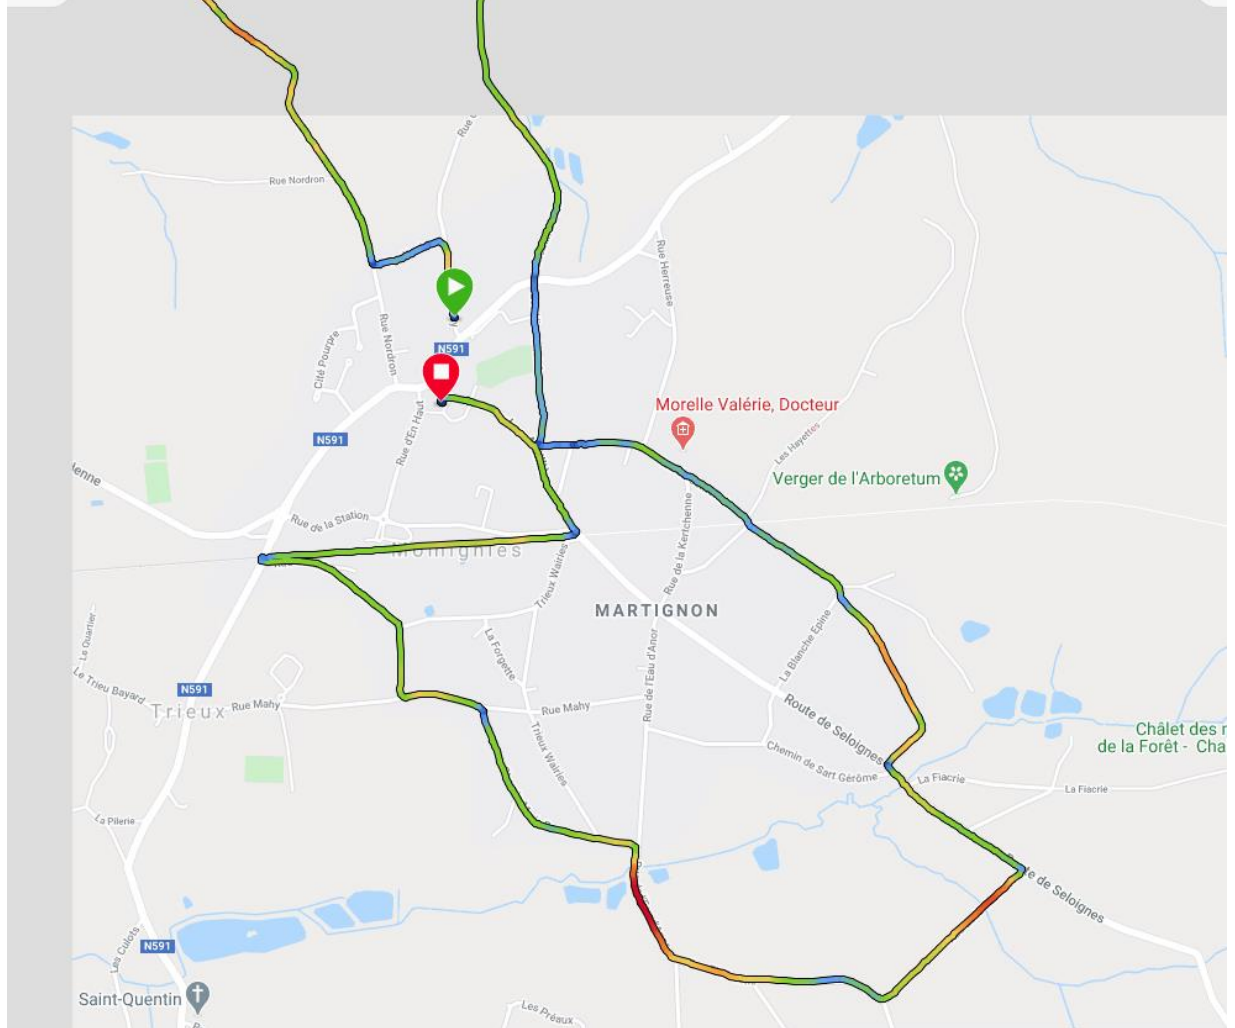 Rue Nordron
Rue Herreuse
Rue Nordron
Cité Pourpre
N591
Rue d'En Haut
Morelle Valérie, Docteur
N591
Les Hayettes
Verger de l'Arboretum
Rue de la Station
Momignies
Rue de la Kertchenne
Trieux Wairies
MARTIGNON
Le Quartier
La Forgette
La Blanche Epine
Rue de l'Eau d'Anor
Le Trieu Bayard
N591
Trieux
Rue Mahy
Rue Mahy
Route de Seloignes
Trieux Wairies
Chemin de Sart Gérôme
Châlet des
de la Forêt - Cha
La Fiacrie
La Fiacrie
La Pilerie
Route de Seloignes
Les Culots
N591
Saint-Quentin
Les Préaux